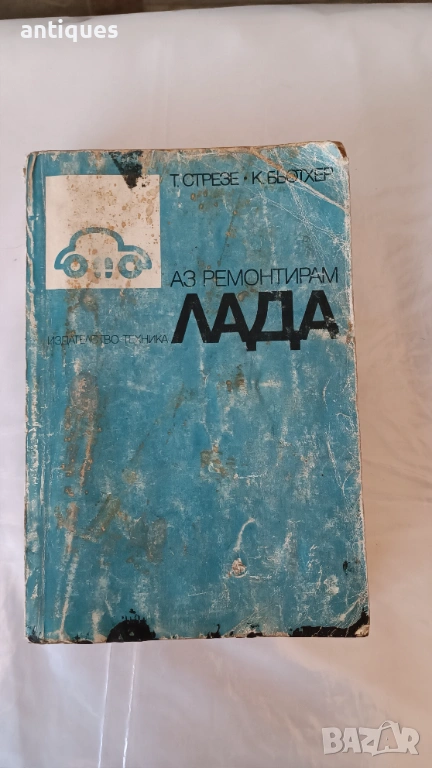 antiques
Т. СТРЕЗЕ • К. БЬОТХЕР
АЗ РЕМОНТИРАМ
ЛАДА
ИЗДАТЕЛСТВО ТЕХНИКА
BAZAR